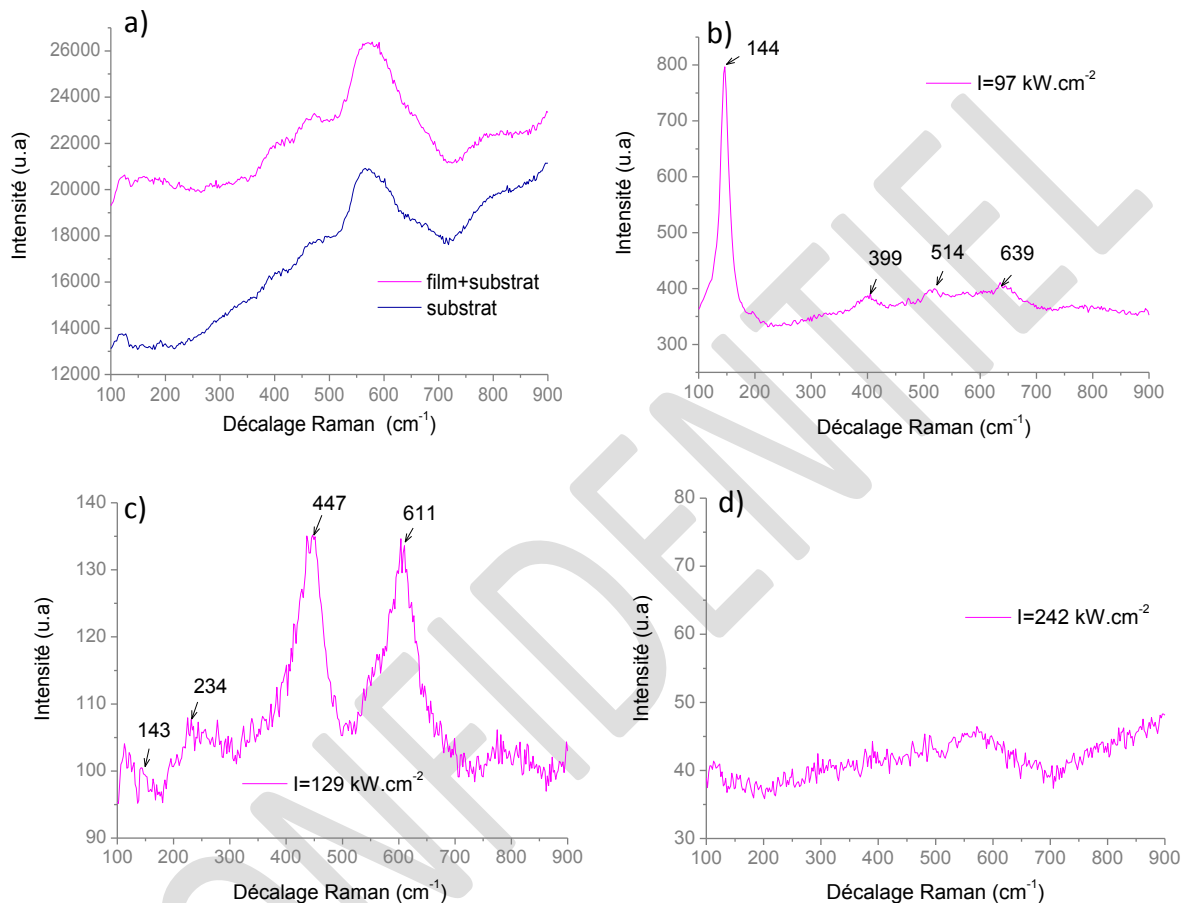 a)
26000
24000
22000
20000
18000
16000
14000
12000
100 200 300 400 500 600 700 800 900
Intensité (u.a)
Décalage Raman (cm⁻¹)
film+substrat
substrat
b)
800
700
600
500
400
300
100 200 300 400 500 600 700 800 900
Intensité (u.a)
Décalage Raman (cm⁻¹)
144
I=97 kW.cm⁻²
399
514
639
c)
140
130
120
110
100
90
100 200 300 400 500 600 700 800 900
Intensité (u.a)
Décalage Raman (cm⁻¹)
447
611
234
143
I=129 kW.cm⁻²
d)
80
70
60
50
40
30
100 200 300 400 500 600 700 800 900
Intensité (u.a)
Décalage Raman (cm⁻¹)
I=242 kW.cm⁻²
ONFIDENTIEL